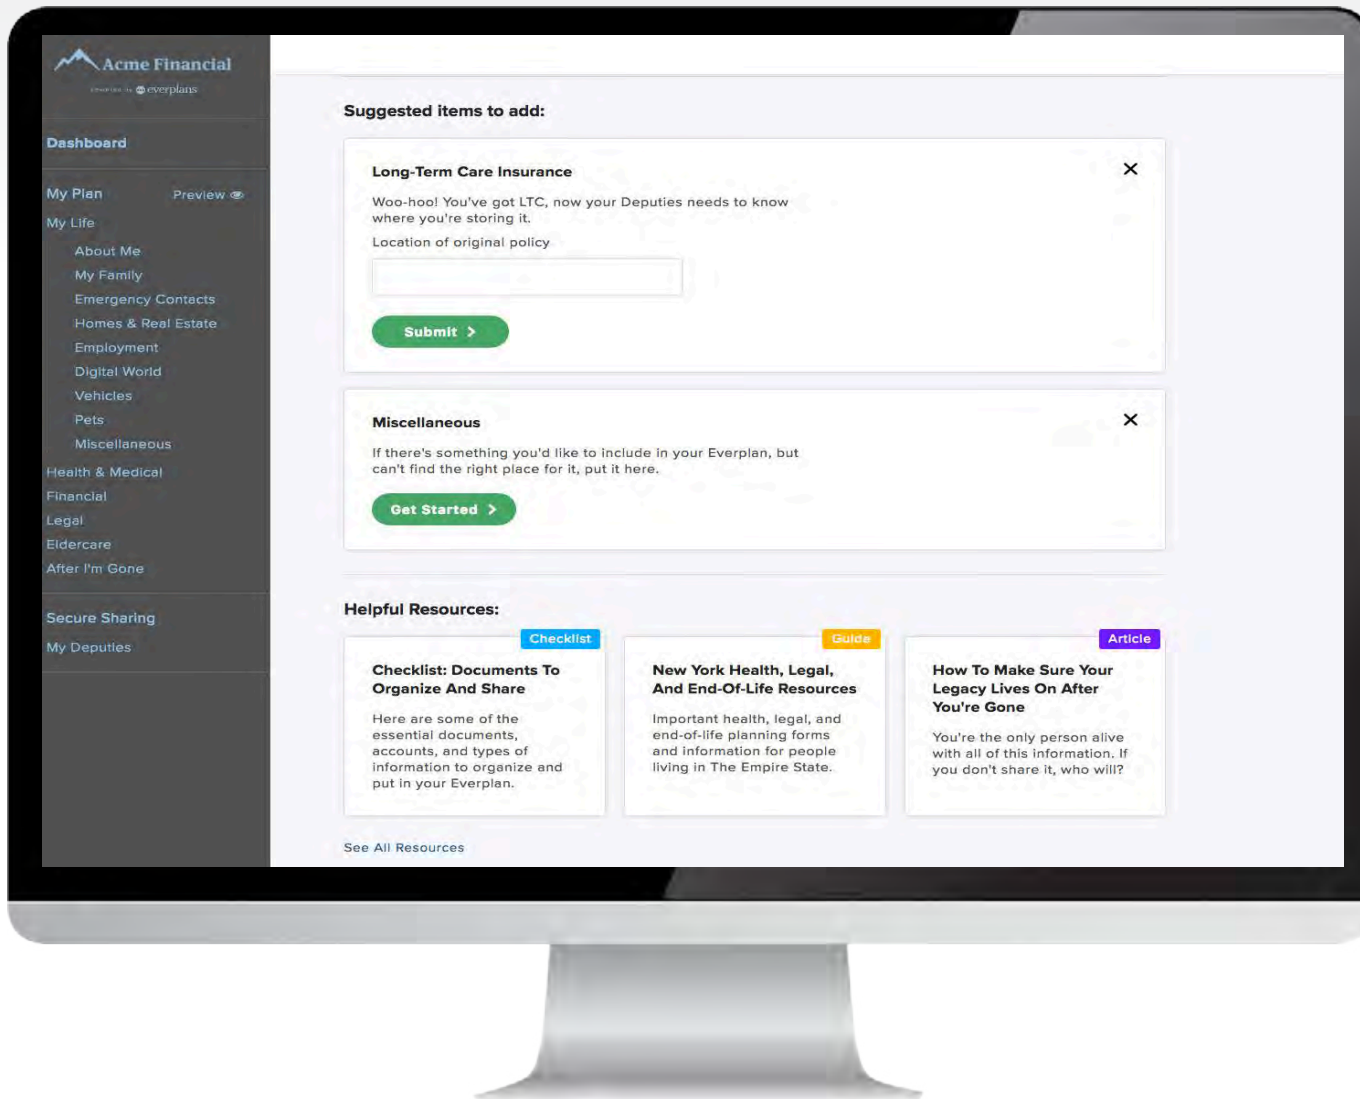 Acme Financial
everplans
Dashboard
My Plan
Preview
My Life
About Me
My Family
Emergency Contacts
Homes & Real Estate
Employment
Digital World
Vehicles
Pets
Miscellaneous
Health & Medical
Financial
Legal
Eldercare
After I'm Gone
Secure Sharing
My Deputies
Suggested items to add:
Long-Term Care Insurance
Woo-hoo! You've got LTC, now your Deputies needs to know
where you're storing it.
Location of original policy
Submit >
Miscellaneous
If there's something you'd like to include in your Everplan, but
can't find the right place for it, put it here.
Get Started >
Helpful Resources:
Checklist
Checklist: Documents To
Organize And Share
Here are some of the
essential documents,
accounts, and types of
information to organize and
put in your Everplan.
Guide
New York Health, Legal,
And End-Of-Life Resources
Important health, legal, and
end-of-life planning forms
and information for people
living in The Empire State.
Article
How To Make Sure Your
Legacy Lives On After
You're Gone
You're the only person alive
with all of this information. If
you don't share it, who will?
See All Resources